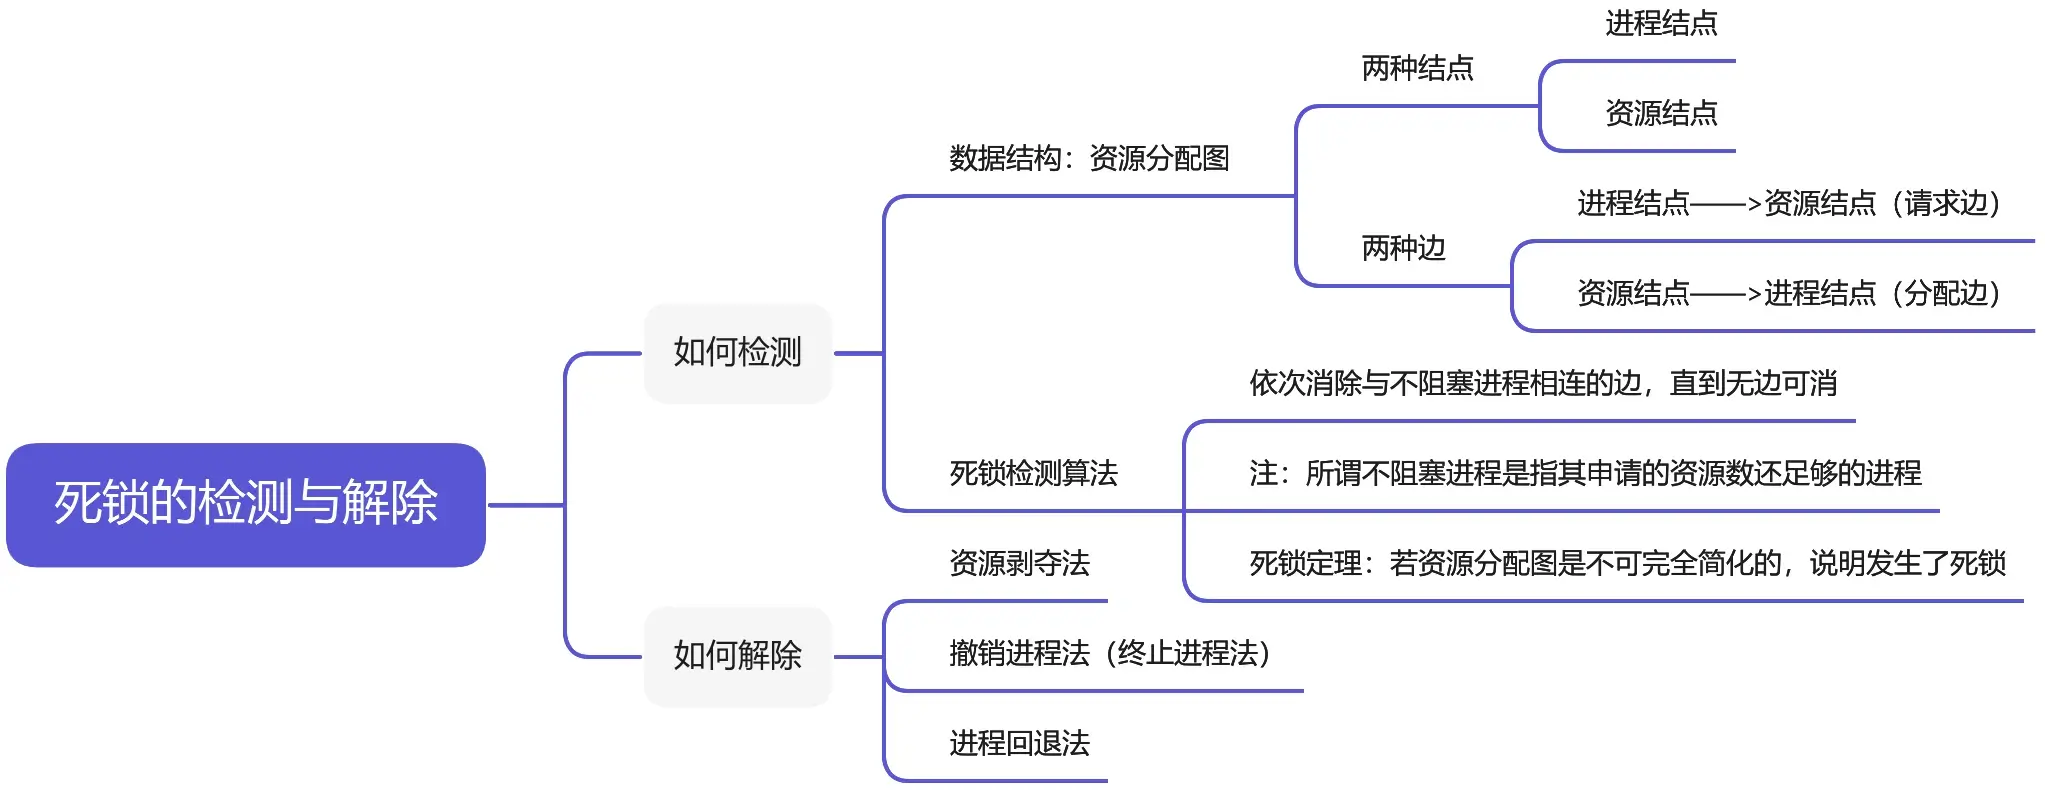 死锁的检测与解除
如何检测
数据结构：资源分配图
两种结点
进程结点
资源结点
两种边
进程结点——>资源结点（请求边）
资源结点——>进程结点（分配边）
死锁检测算法
依次消除与不阻塞进程相连的边，直到无边可消
注：所谓不阻塞进程是指其申请的资源数还足够的进程
死锁定理：若资源分配图是不可完全简化的，说明发生了死锁
如何解除
资源剥夺法
撤销进程法（终止进程法）
进程回退法